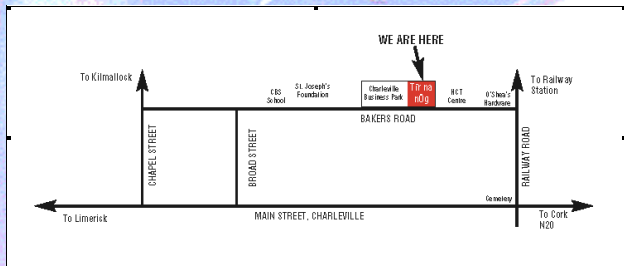 WE ARE HERE
To Kilmallock
To Railway
Station
CBS
School
St. Joseph's
Foundation
Charleville
Business Park
Tír na
nÓg
HCT
Centre
O'Shea's
Hardware
BAKERS ROAD
CHAPEL STREET
BROAD STREET
RAILWAY ROAD
Cemetery
To Limerick
MAIN STREET, CHARLEVILLE
To Cork
N20